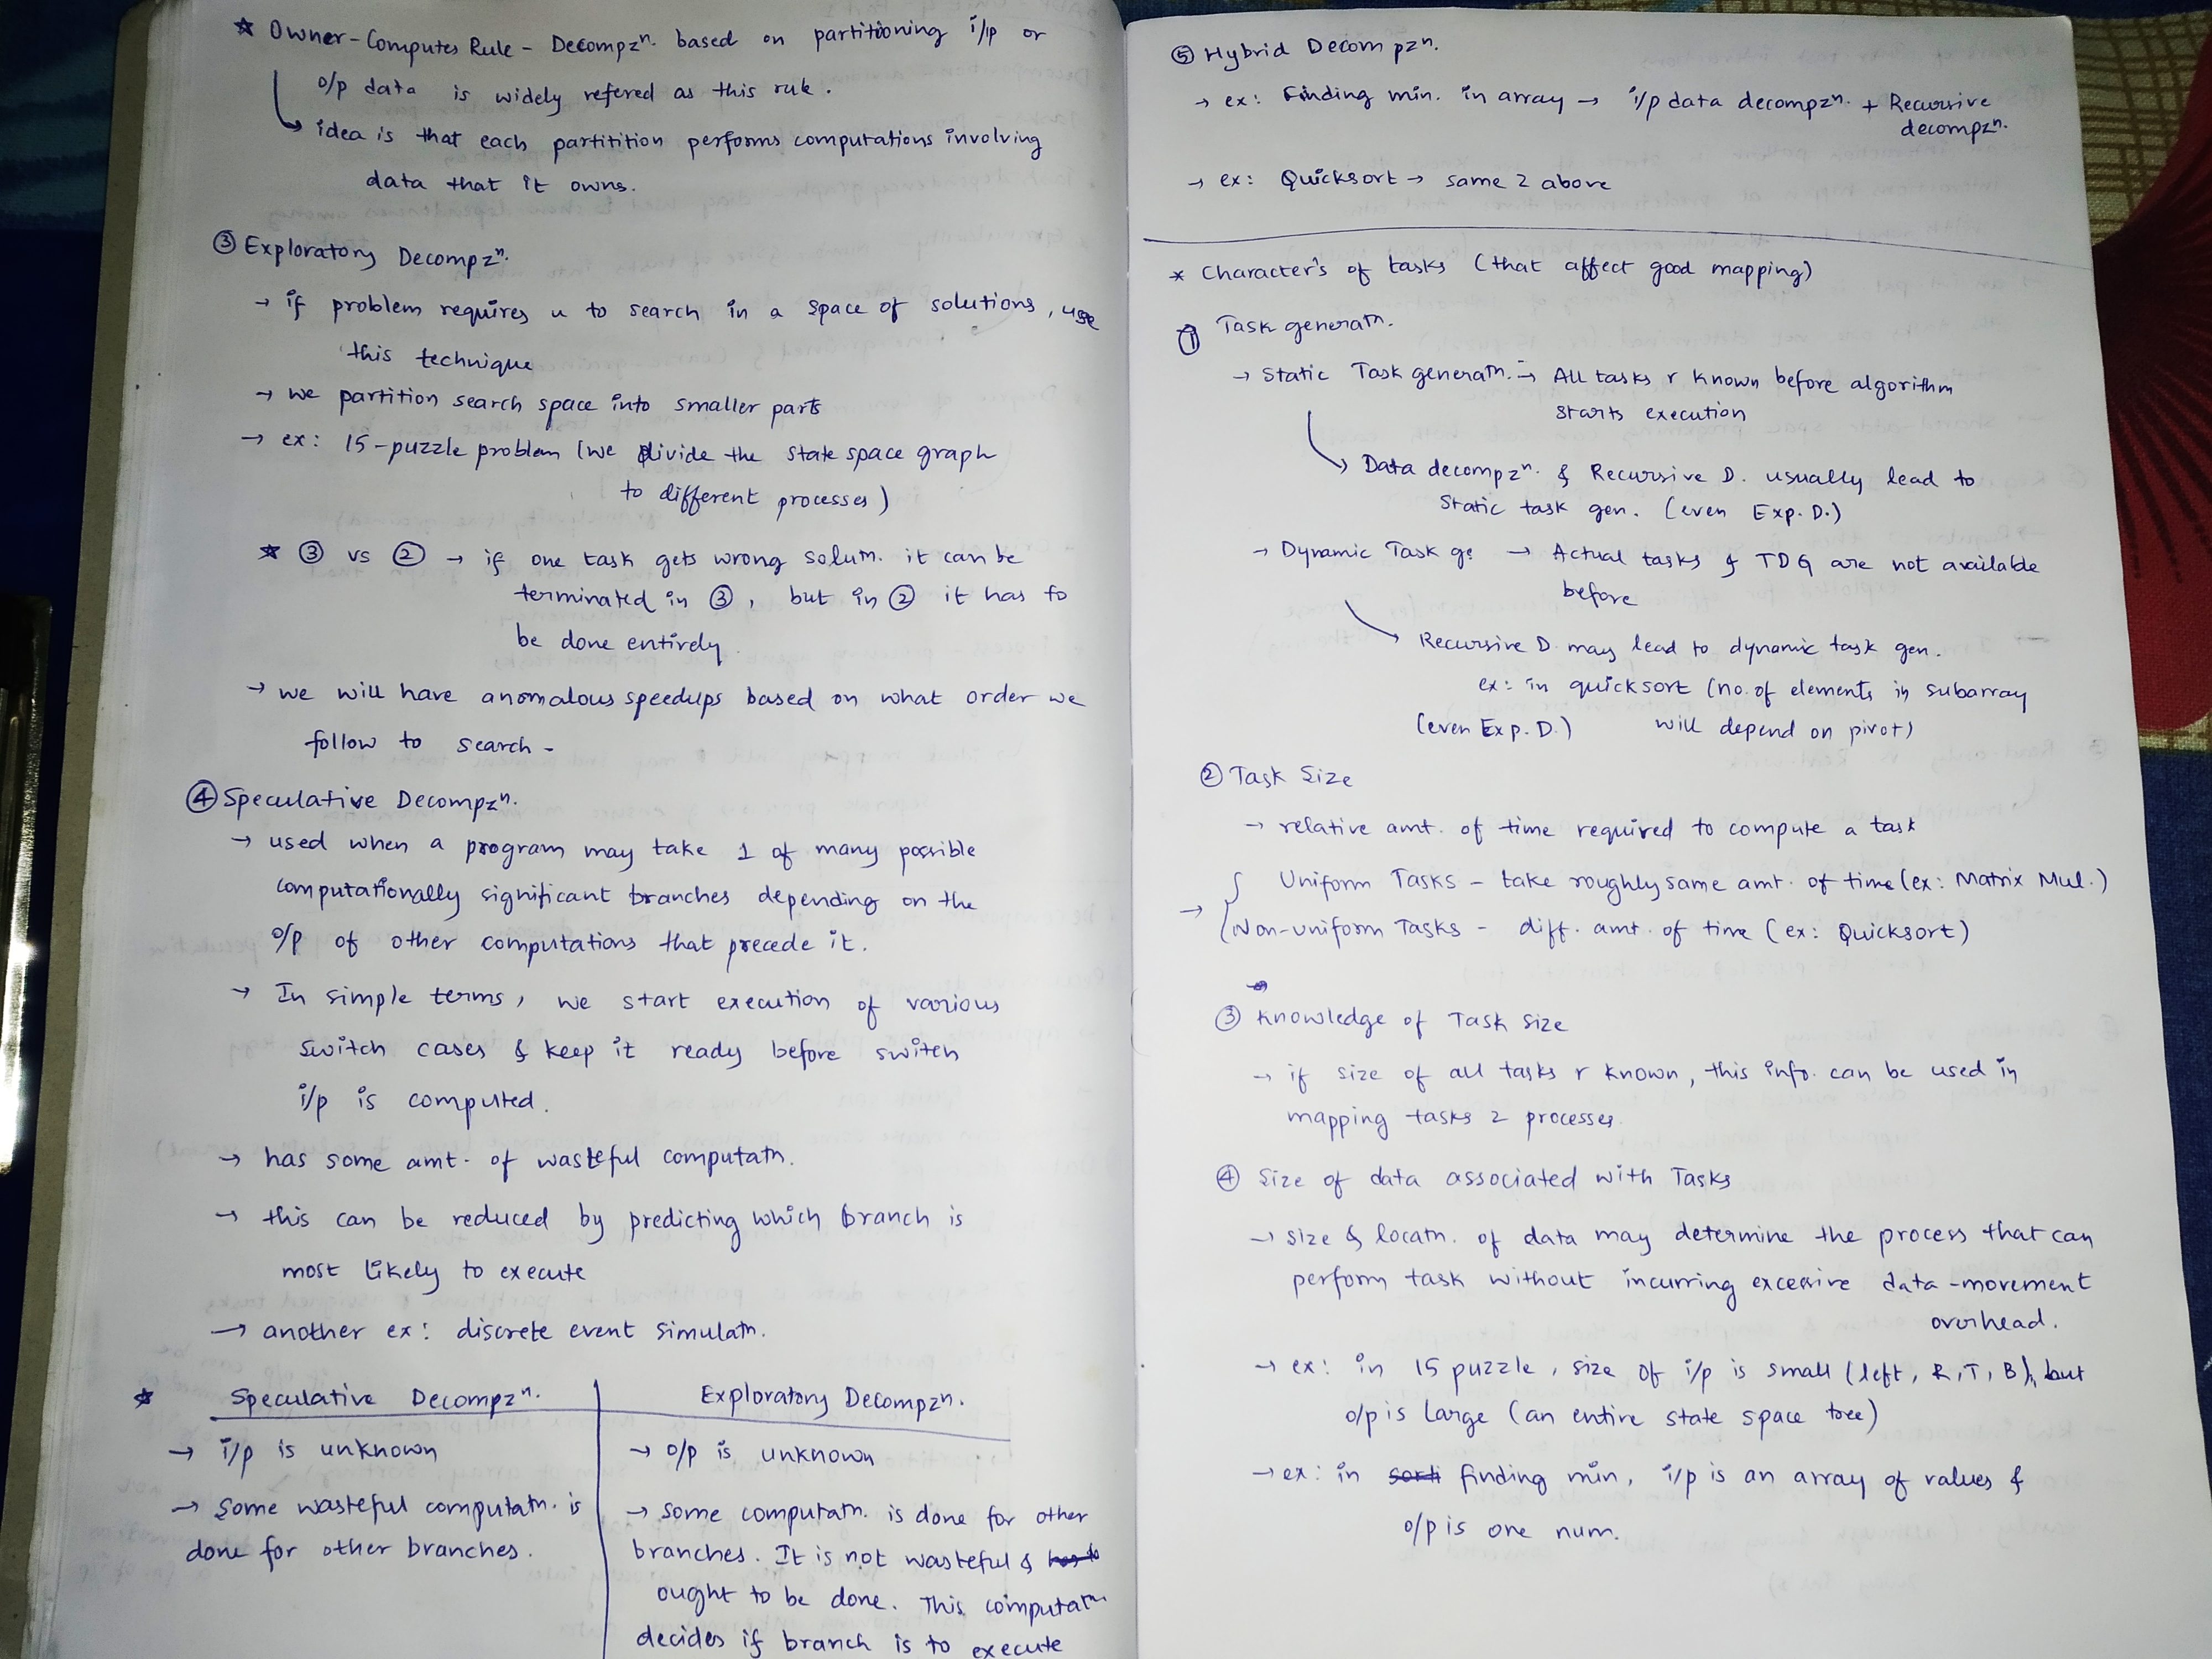 ★ Owner-Computes Rule - Decompzn. based on partitioning i/p or
o/p data is widely refered as this rule.
↳ idea is that each partitition performs computations involving
data that it owns.
③ Exploratory Decompzn.
→ if problem requires u to search in a space of solutions, use
this technique
→ we partition search space into smaller parts
→ ex: 15-puzzle problem (we divide the state space graph
to different processes)
★ ③ vs ② → if one task gets wrong solutn. it can be
terminated in ③, but in ② it has to
be done entirely.
→ we will have anomalous speedups based on what order we
follow to search -
④ Speculative Decompzn.
→ used when a program may take 1 of many possible
computationally significant branches depending on the
o/p of other computations that precede it.
→ In simple terms, we start execution of various
switch cases & keep it ready before switch
i/p is computed.
→ has some amt. of wasteful computatn.
→ this can be reduced by predicting which branch is
most likely to execute
→ another ex: discrete event simulatn.
★ Speculative Decompzn.
→ i/p is unknown
→ some wasteful computatn. is
done for other branches.
Exploratory Decompzn.
→ o/p is unknown
→ some computatn. is done for other
branches. It is not wasteful &
ought to be done. This computatn
decides if branch is to execute
⑤ Hybrid Decompzn.
→ ex: Finding min. in array → i/p data decompzn. + Recursive
decompzn.
→ ex: Quicksort → same 2 above
* Character's of tasks (that affect good mapping)
① Task generatn.
→ Static Task generatn. → All tasks r known before algorithm
starts execution
↳ Data decompzn. & Recursive D. usually lead to
static task gen. (even Exp. D.)
→ Dynamic Task ge → Actual tasks & TDG are not available
before
↳ Recursive D. may lead to dynamic task gen.
ex: in quicksort (no. of elements in subarray
(even Exp. D.) will depend on pivot)
② Task Size
→ relative amt. of time required to compute a task
→ { Uniform Tasks - take roughly same amt. of time (ex: Matrix Mul.)
Non-uniform Tasks - diff. amt. of time (ex: Quicksort)
③ Knowledge of Task size
→ if size of all tasks r known, this info. can be used in
mapping tasks 2 processes.
④ Size of data associated with Tasks
→ size & locatn. of data may determine the process that can
perform task without incurring excessive data-movement
overhead.
→ ex: in 15 puzzle, size of i/p is small (left, R, T, B), but
o/p is large (an entire state space tree)
→ ex: in finding min, i/p is an array of values &
o/p is one num.